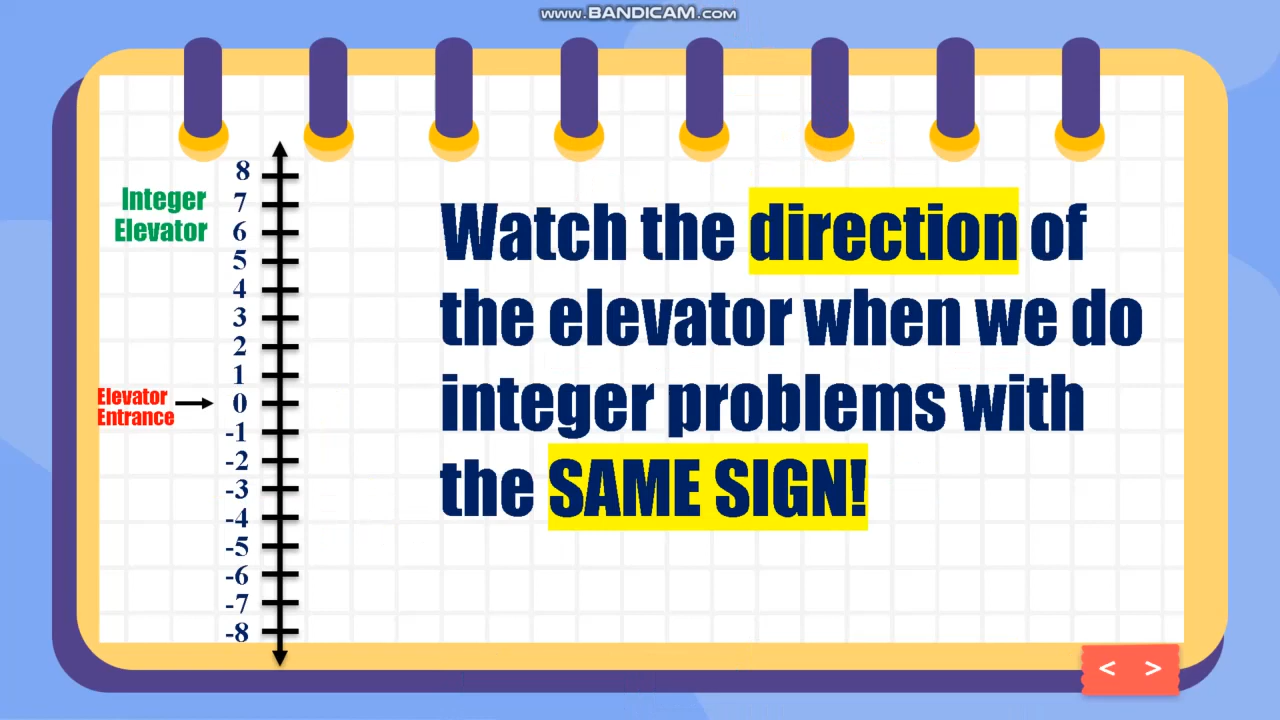 www.BANDICAM.com
Integer
Elevator
8
7
6
5
4
3
2
1
Elevator
Entrance
0
-1
-2
-3
-4
-5
-6
-7
-8
Watch the direction of
the elevator when we do
integer problems with
the SAME SIGN!
< >